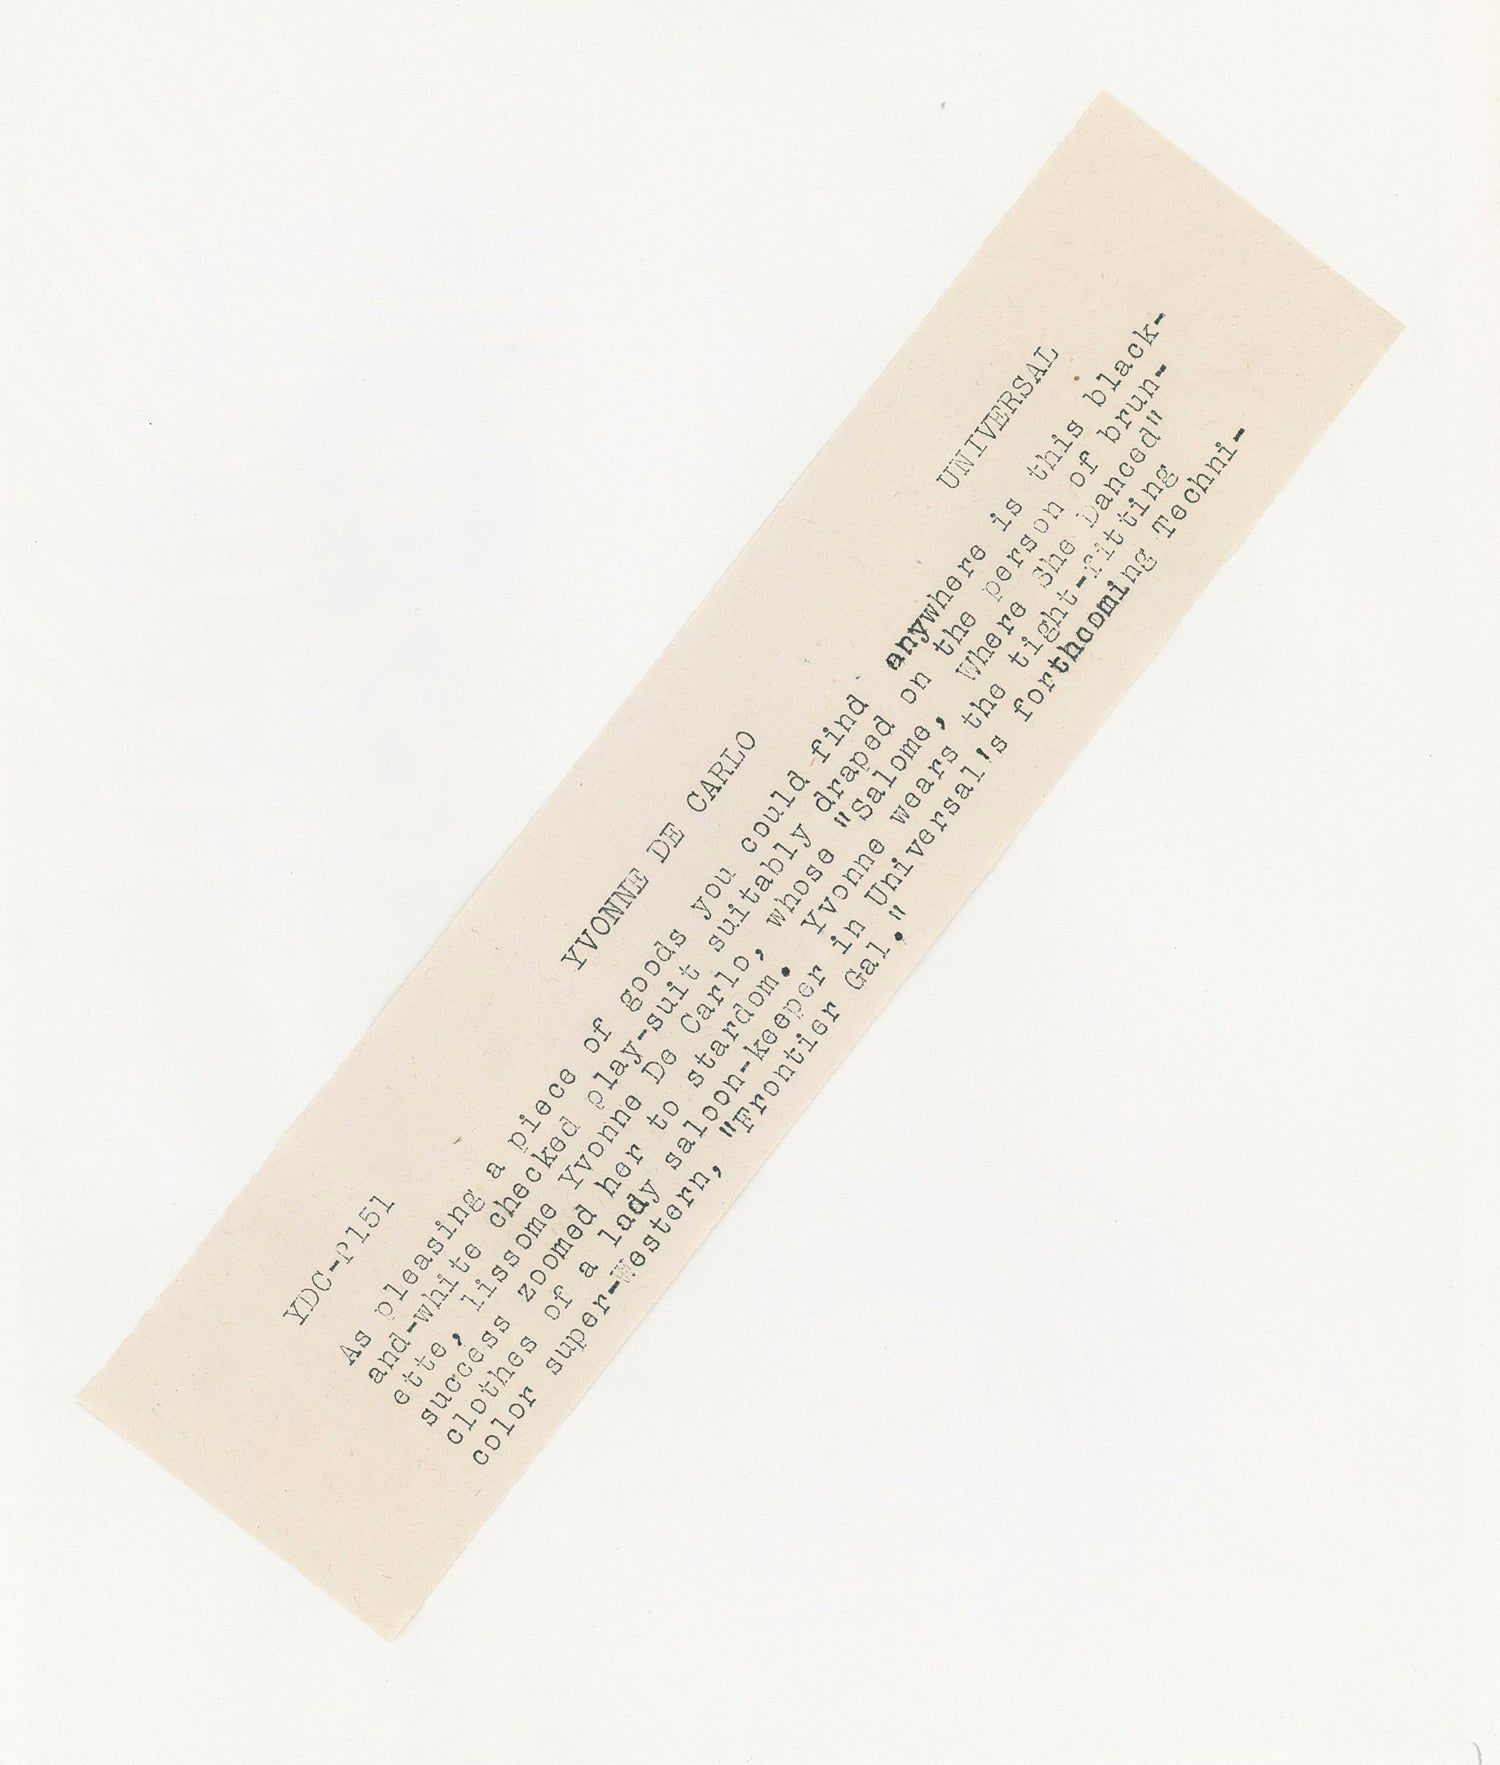 YDC-P151 YVONNE DE CARLO UNIVERSAL
As pleasing a piece of goods you could find anywhere is this black-
and-white checked play-suit suitably draped on the person of brun-
ette, lissome Yvonne De Carlo, whose "Salome, Where She Danced"
success zoomed her to stardom. Yvonne wears the tight-fitting
clothes of a lady saloon-keeper in Universal's forthcoming Techni-
color super-Western, "Frontier Gal."